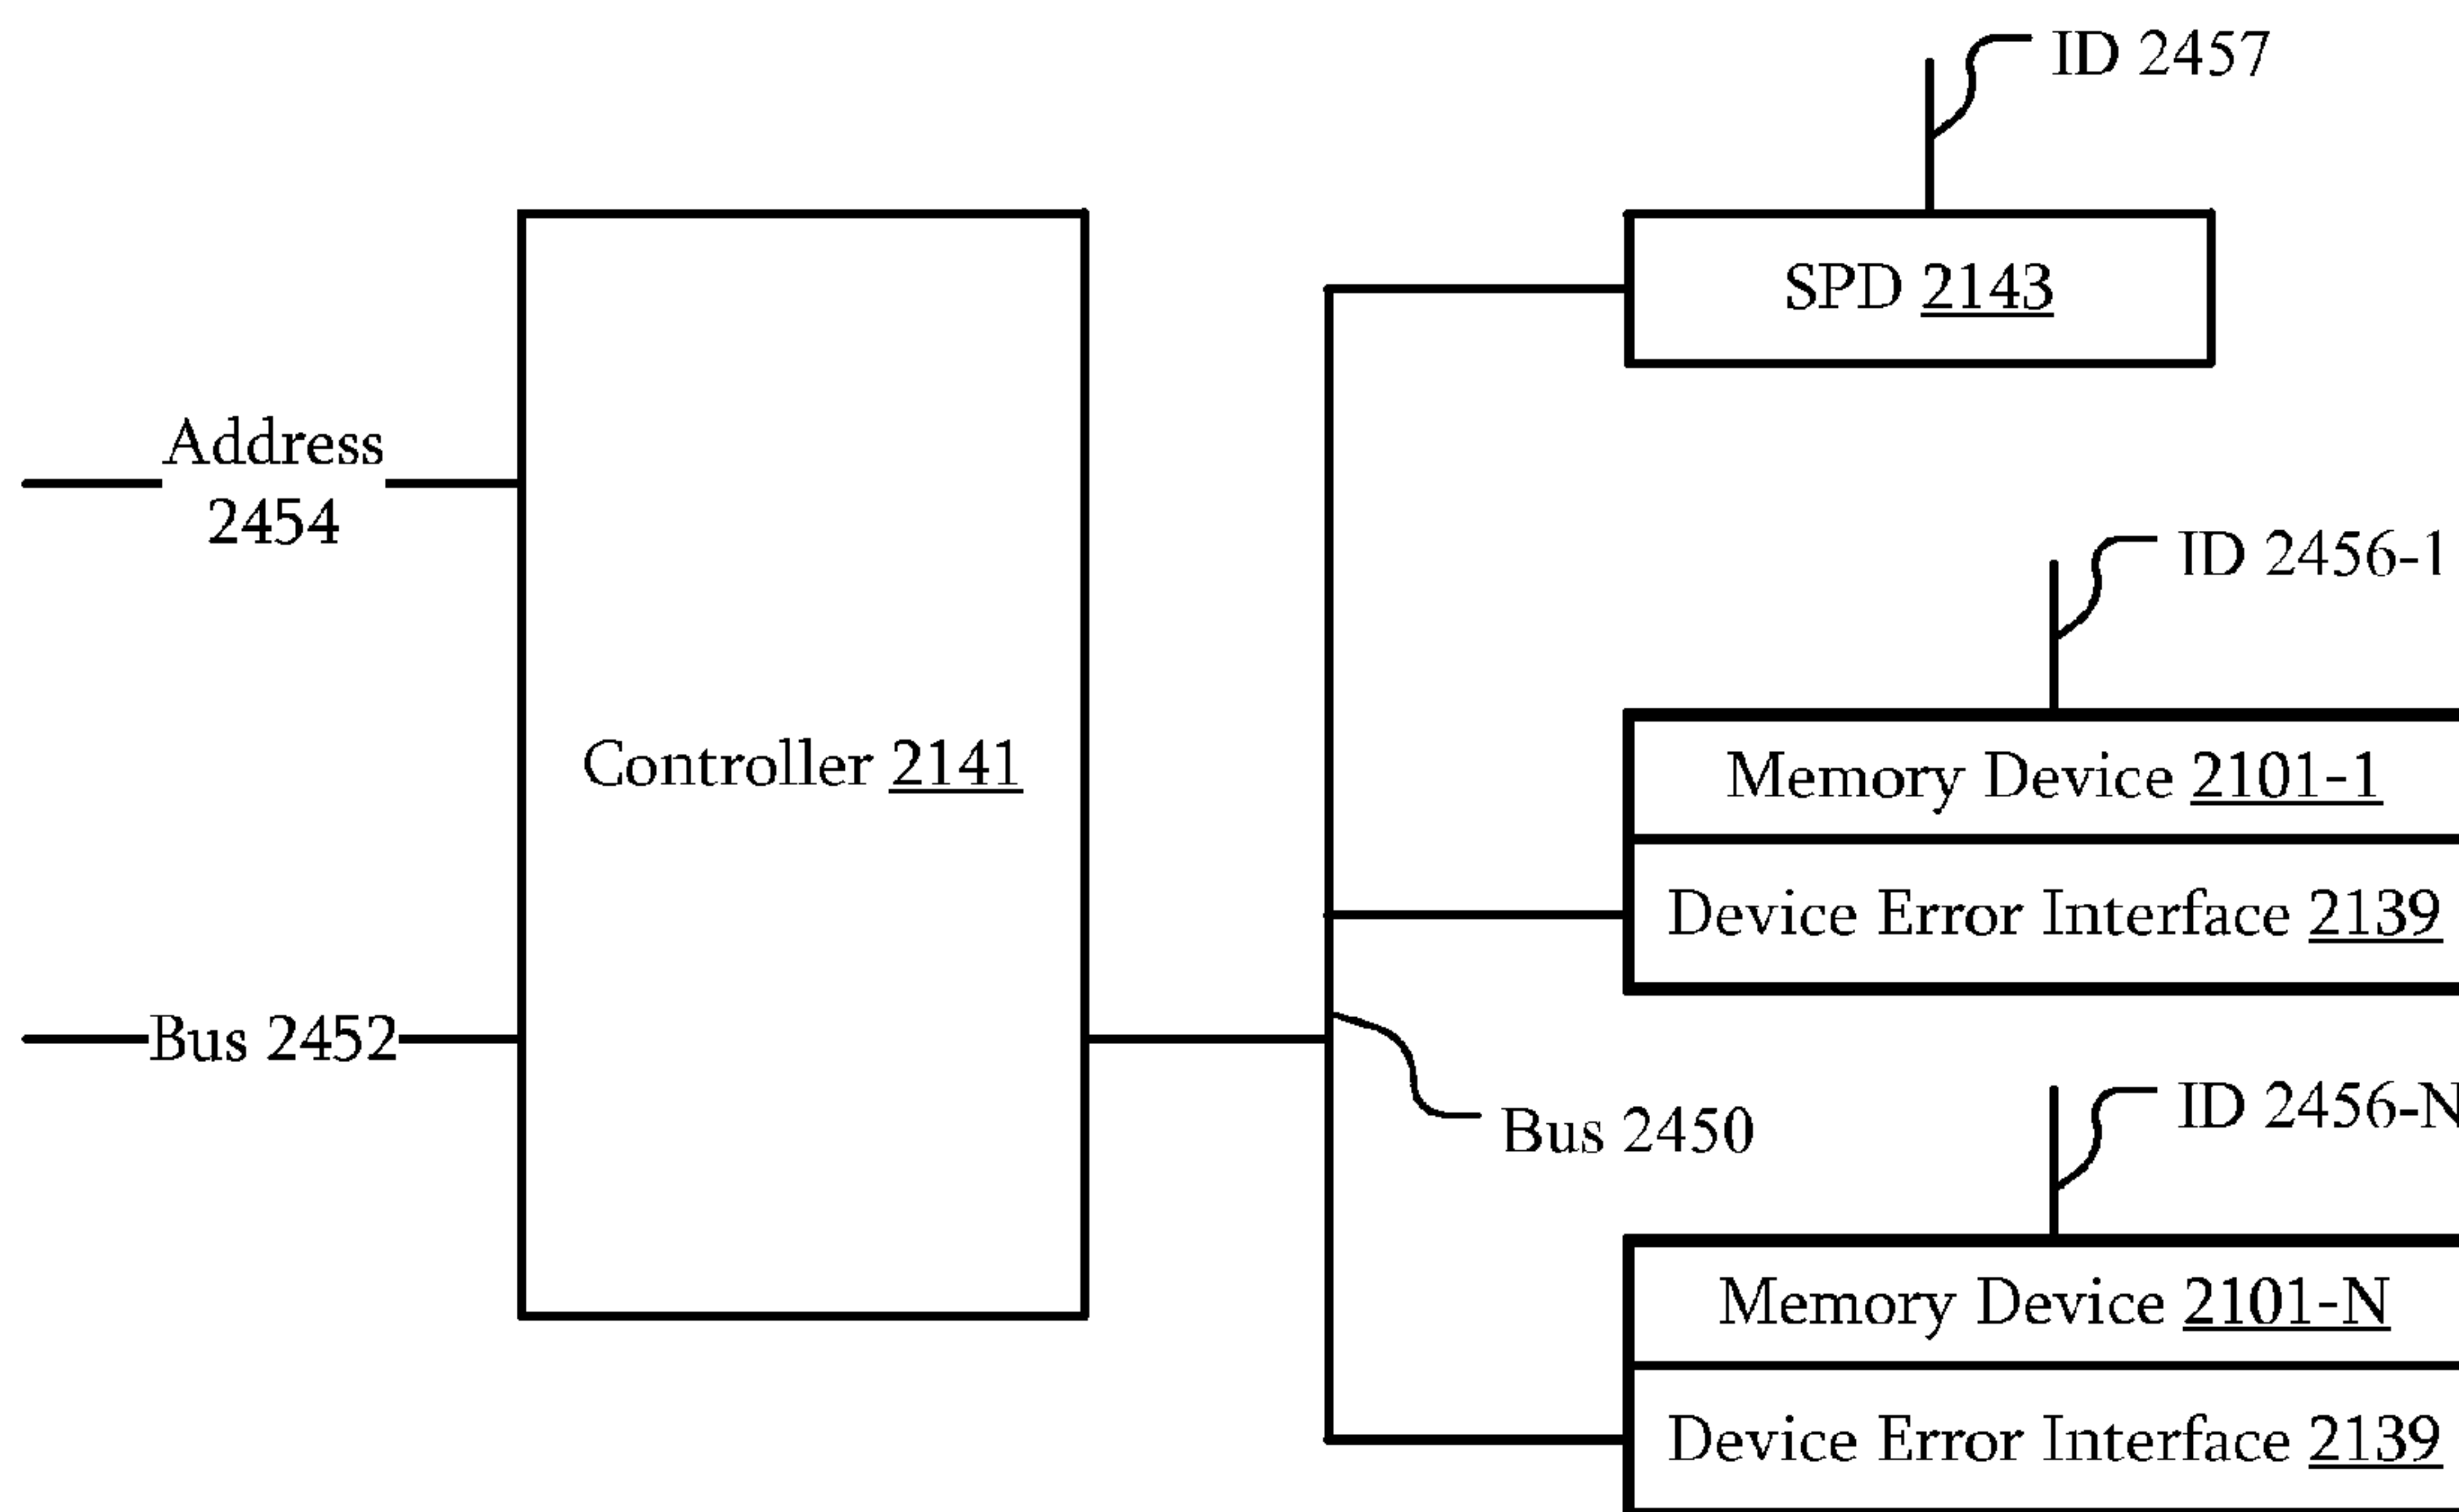 ID 2457
SPD 2143
Address
2454
ID 2456-1
Controller 2141
Memory Device 2101-1
Device Error Interface 2139
Bus 2452
Bus 2450
ID 2456-N
Memory Device 2101-N
Device Error Interface 2139